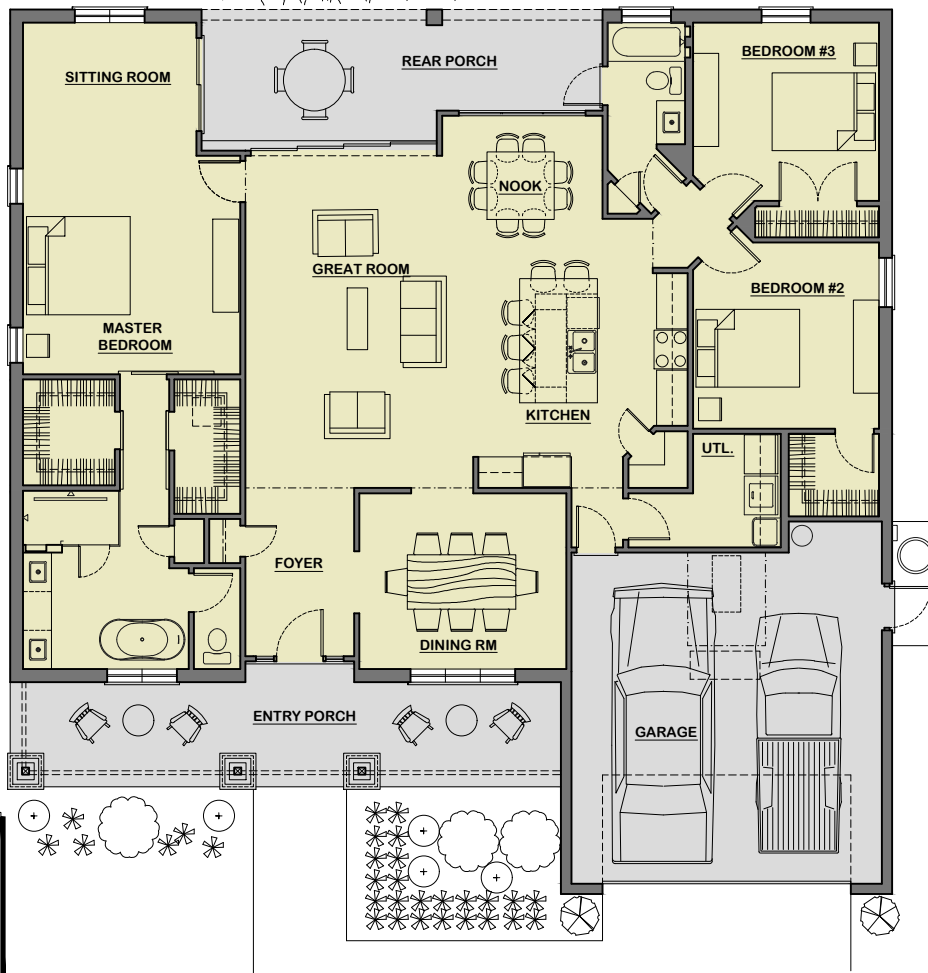 SITTING ROOM
REAR PORCH
BEDROOM #3
NOOK
GREAT ROOM
BEDROOM #2
MASTER
BEDROOM
KITCHEN
UTL.
FOYER
DINING RM
ENTRY PORCH
GARAGE